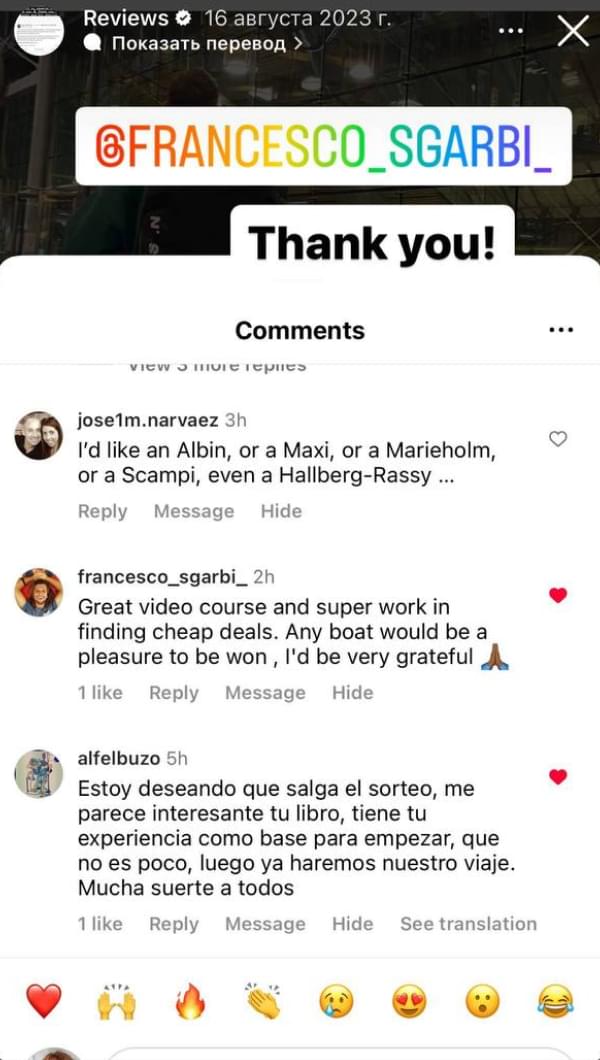 Reviews 16 августа 2023 г.
Показать перевод >
@FRANCESCO_SGARBI_
Thank you!
Comments
View 3 more replies
jose1m.narvaez 3h
I'd like an Albin, or a Maxi, or a Marieholm,
or a Scampi, even a Hallberg-Rassy ...
Reply Message Hide
francesco_sgarbi_ 2h
Great video course and super work in
finding cheap deals. Any boat would be a
pleasure to be won , I'd be very grateful 🙏🏾
1 like Reply Message Hide
alfelbuzo 5h
Estoy deseando que salga el sorteo, me
parece interesante tu libro, tiene tu
experiencia como base para empezar, que
no es poco, luego ya haremos nuestro viaje.
Mucha suerte a todos
1 like Reply Message Hide See translation